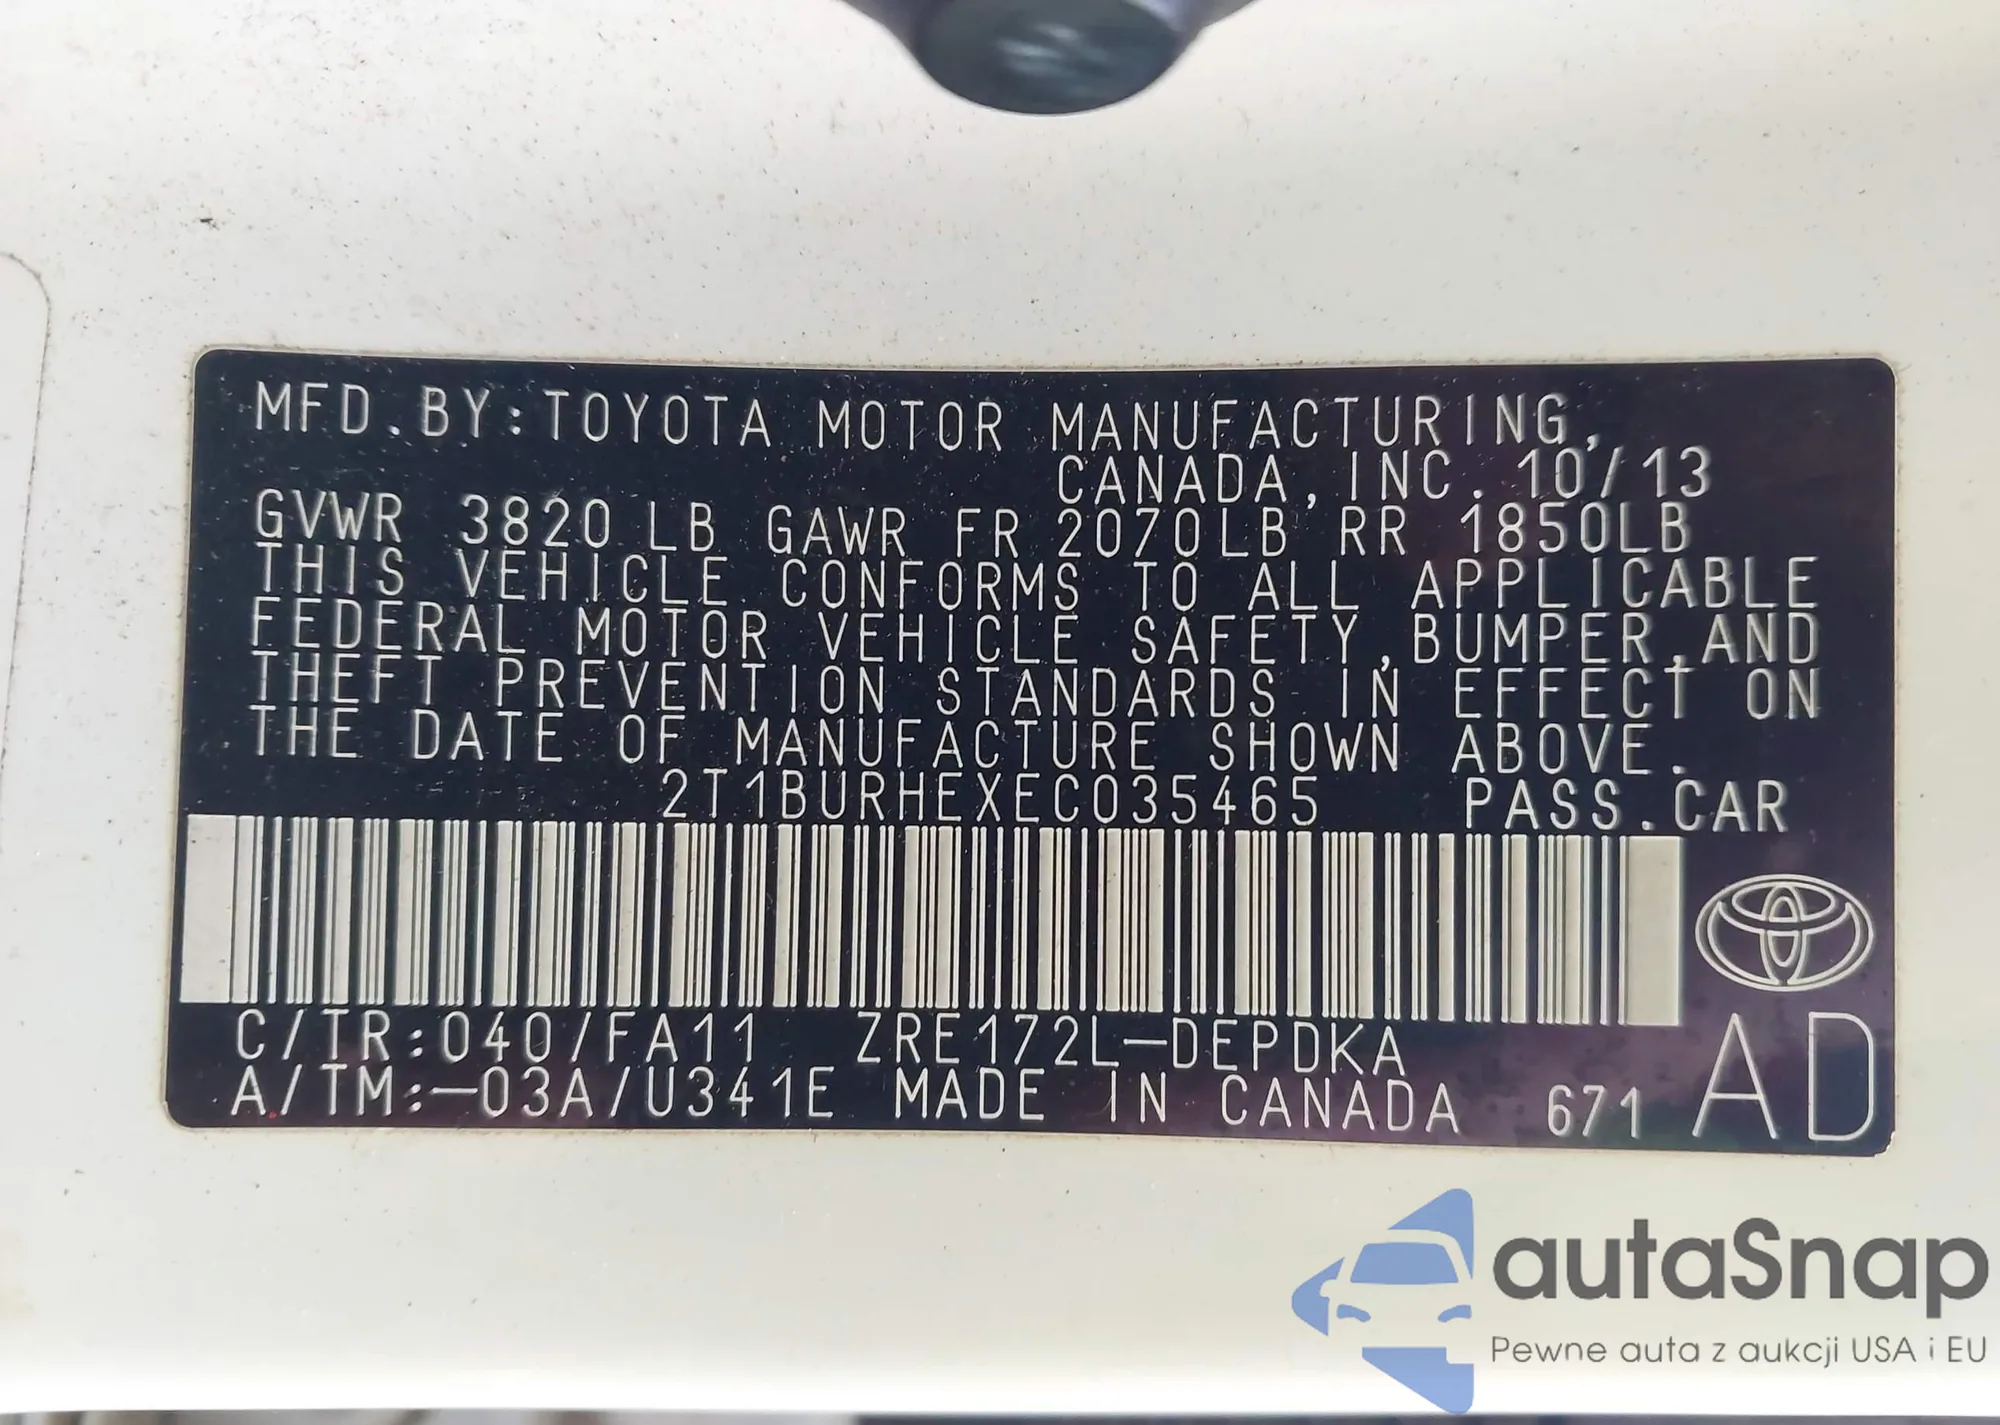 MFD.BY:TOYOTA MOTOR MANUFACTURING,
CANADA,INC. 10/13
GVWR 3820 LB GAWR FR 2070LB RR 1850LB
THIS VEHICLE CONFORMS TO ALL APPLICABLE
FEDERAL MOTOR VEHICLE SAFETY,BUMPER,AND
THEFT PREVENTION STANDARDS IN EFFECT ON
THE DATE OF MANUFACTURE SHOWN ABOVE.
2T1BURHEXEC035465 PASS.CAR
C/TR:040/FA11 ZRE172L-DEPDKA
A/TM:-03A/U341E MADE IN CANADA 671 AD
autaSnap
Pewne auta z aukcji USA i EU